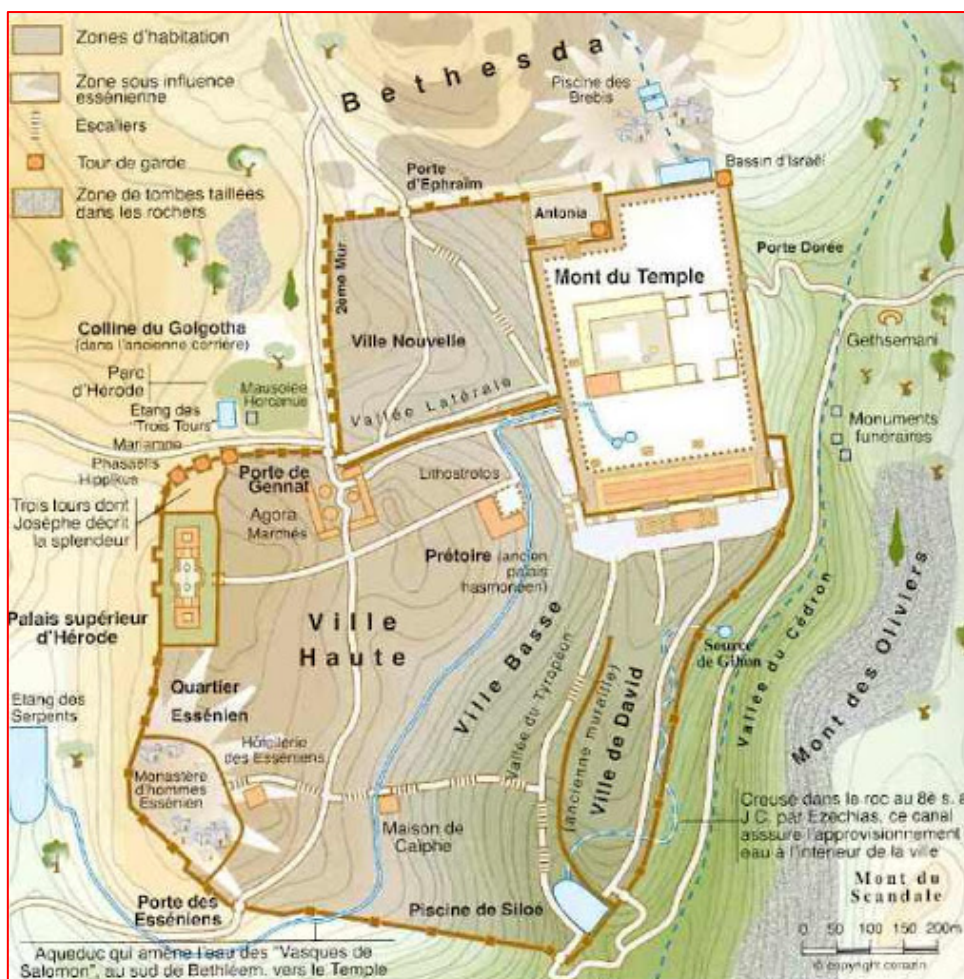 Zones d'habitation
Zone sous influence
essénienne
Escaliers
Tour de garde
Zone de tombes taillées
dans les rochers
Bethesda
Piscine des
Brebis
Bassin d'Israël
Porte
d'Ephraïm
Antonia
Mont du Temple
Porte Dorée
2ème Mur
Colline du Golgotha
(dans l'ancienne carrière)
Ville Nouvelle
Gethsemani
Parc
d'Hérode
Mausolée
Horcanus
Vallée Latérale
Etang des
"Trois Tours"
Monuments
funéraires
Mariamne
Phasaëlis
Hippikus
Porte de
Gennat
Lithostrotos
Trois tours dont
Josèphe décrit
la splendeur
Agora
Marchés
Prétoire (ancien
palais
hasmonéen)
Palais supérieur
d'Hérode
Ville
Haute
Ville Basse
Vallée du Tyropéon
(ancienne muraille)
Ville de David
Source
de Gihon
Vallée du Cédron
Mont des Oliviers
Quartier
Essénien
Etang des
Serpents
Hôtellerie
des Esséniens
Monastère
d'hommes
Essénien
Maison de
Caïphe
Creusé dans le roc au 8è s. a
J.C. par Ezechias, ce canal
asssure l'approvisionnement
eau à l'intérieur de la ville
Mont du
Scandale
Porte des
Esséniens
Piscine de Siloé
Aqueduc qui amène l'eau des "Vasques de
Salomon", au sud de Bethléem, vers le Temple
0 50 100 150 200m
© copyright corazin